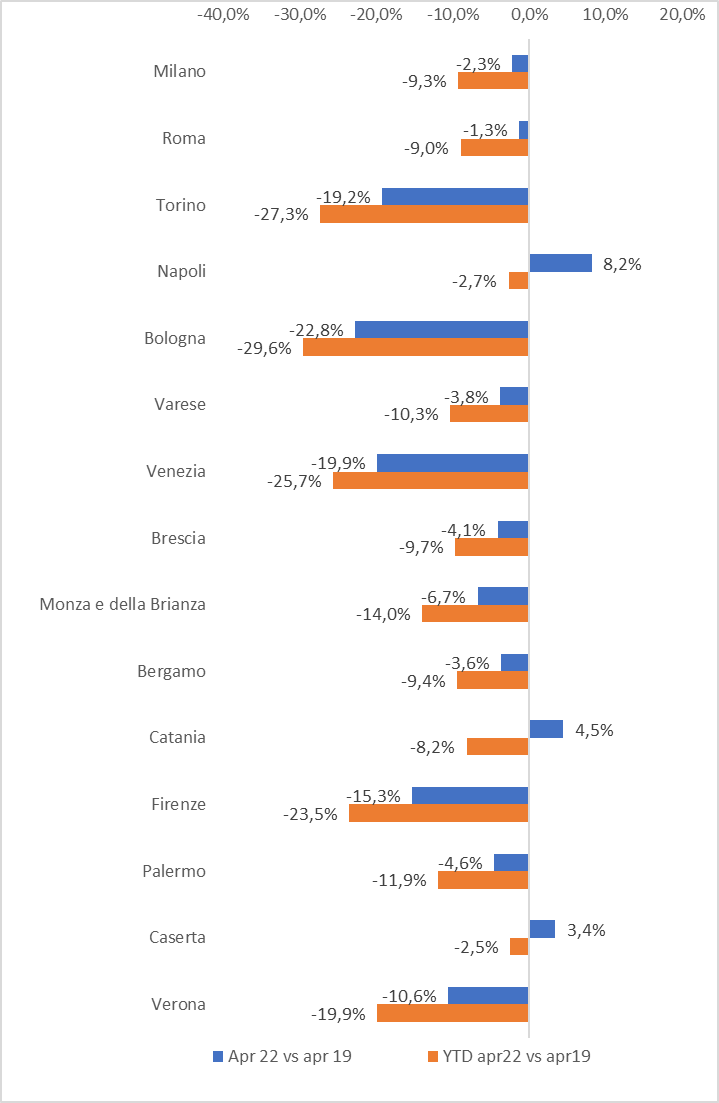 -40,0% -30,0% -20,0% -10,0% 0,0% 10,0% 20,0%
Milano
-2,3%
-9,3%
Roma
-1,3%
-9,0%
Torino
-19,2%
-27,3%
Napoli
8,2%
-2,7%
Bologna
-22,8%
-29,6%
Varese
-3,8%
-10,3%
Venezia
-19,9%
-25,7%
Brescia
-4,1%
-9,7%
Monza e della Brianza
-6,7%
-14,0%
Bergamo
-3,6%
-9,4%
Catania
4,5%
-8,2%
Firenze
-15,3%
-23,5%
Palermo
-4,6%
-11,9%
Caserta
3,4%
-2,5%
Verona
-10,6%
-19,9%
Apr 22 vs apr 19 YTD apr22 vs apr19